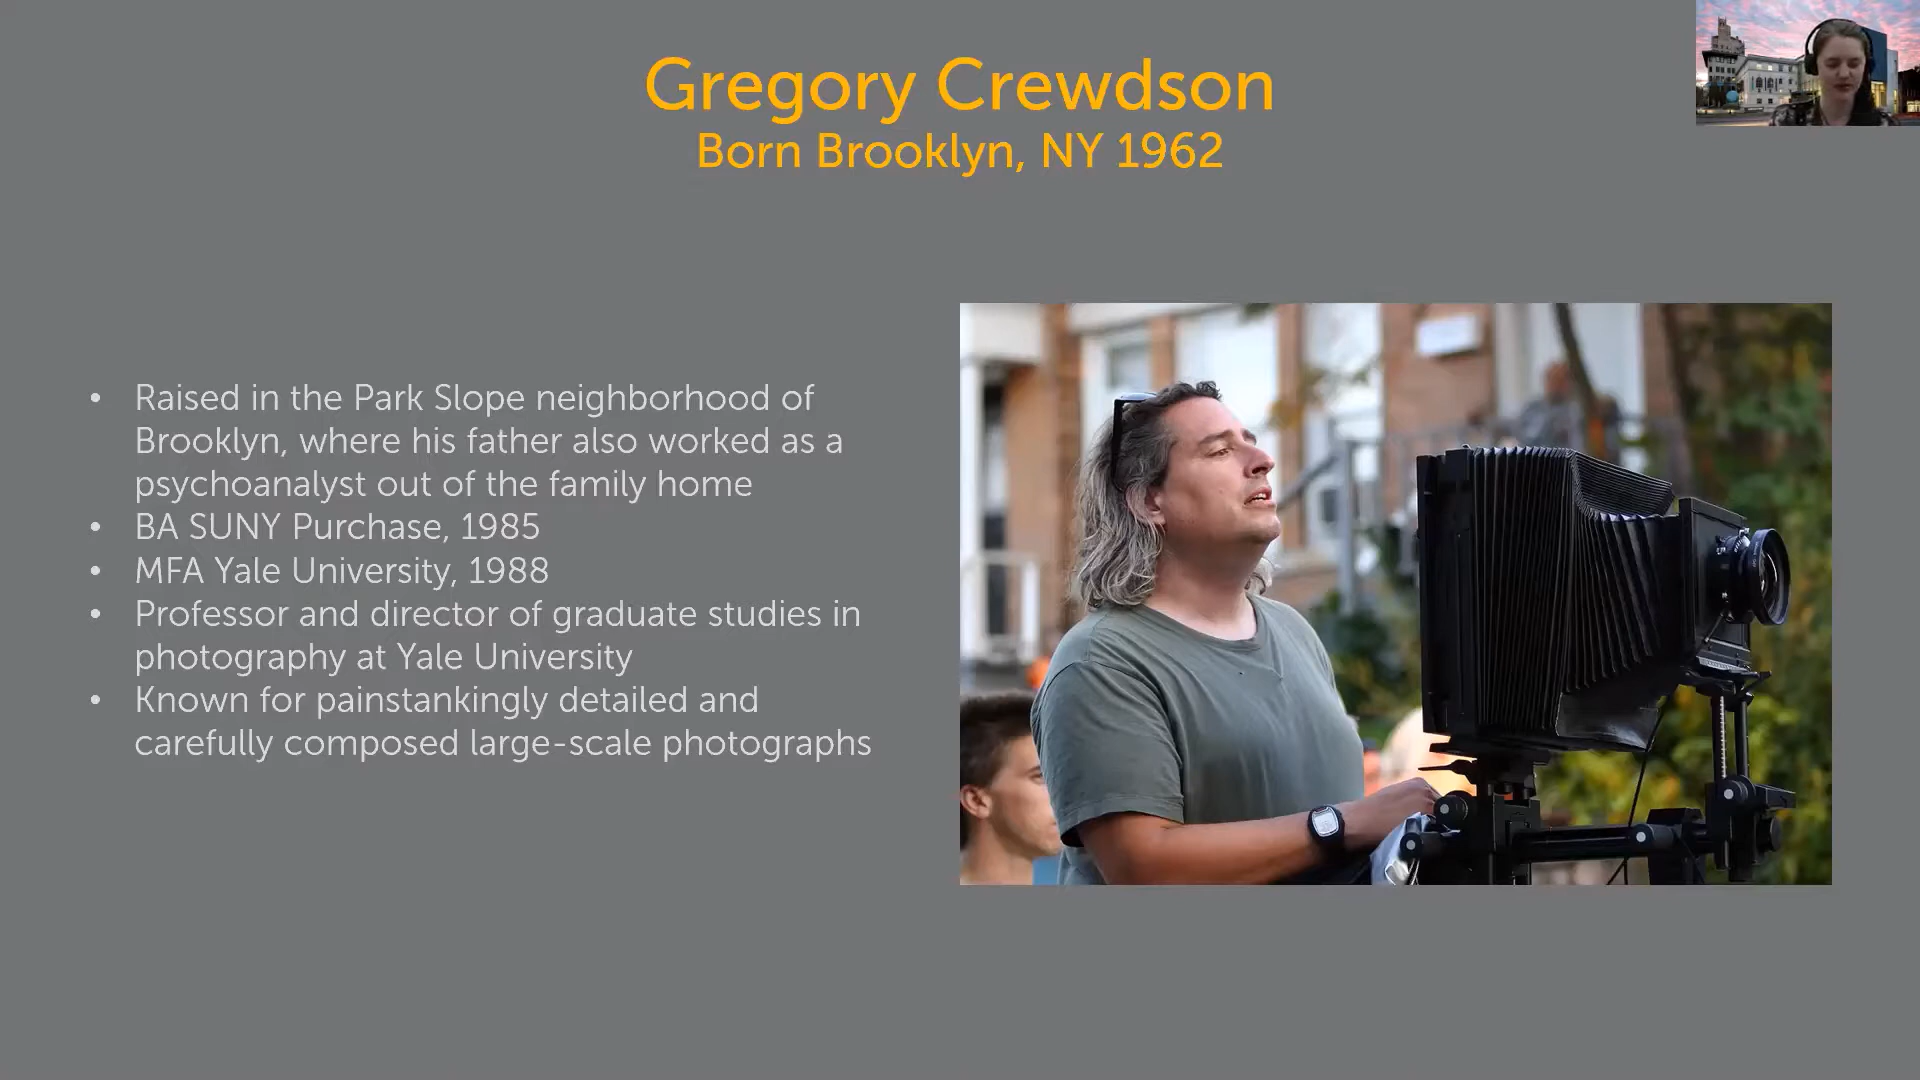 Gregory Crewdson
Born Brooklyn, NY 1962
• Raised in the Park Slope neighborhood of
Brooklyn, where his father also worked as a
psychoanalyst out of the family home
• BA SUNY Purchase, 1985
• MFA Yale University, 1988
• Professor and director of graduate studies in
photography at Yale University
• Known for painstankingly detailed and
carefully composed large-scale photographs